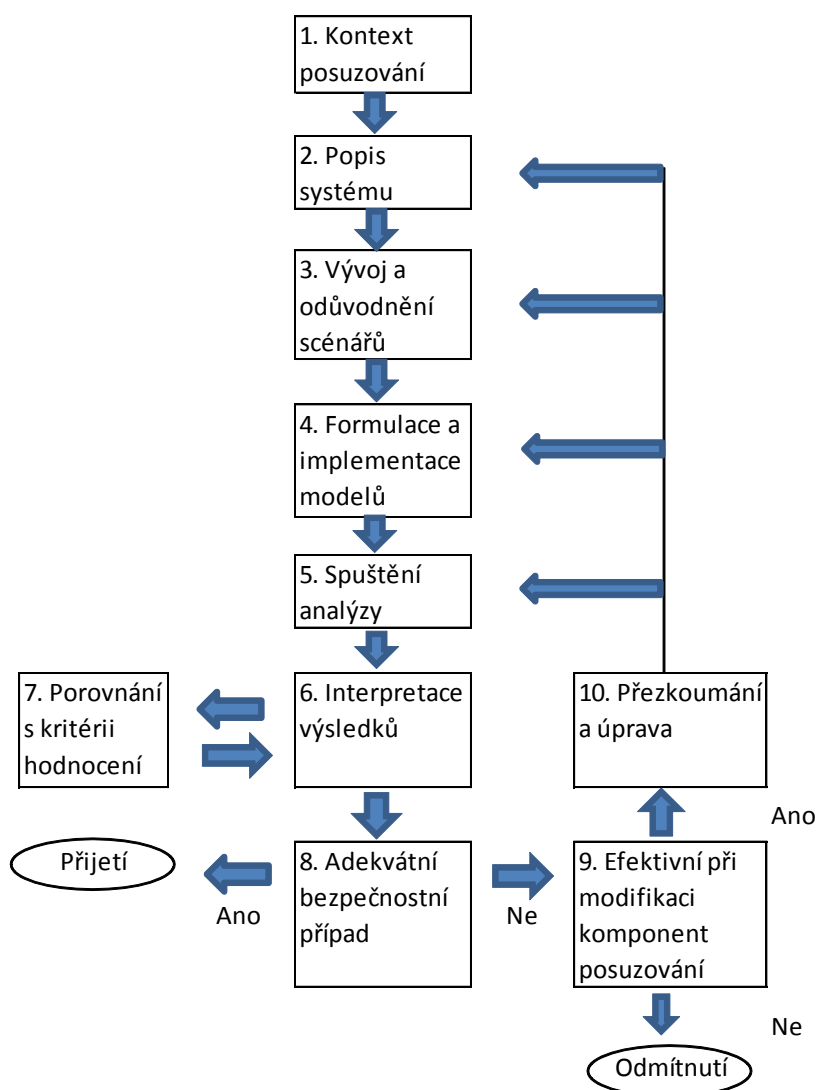 1. Kontext
posuzování
2. Popis
systému
3. Vývoj a
odůvodnění
scénářů
4. Formulace a
implementace
modelů
5. Spuštění
analýzy
7. Porovnání
s kritérii
hodnocení
6. Interpretace
výsledků
10. Přezkoumání
a úprava
Ano
Přijetí
Ano
8. Adekvátní
bezpečnostní
případ
Ne
9. Efektivní při
modifikaci
komponent
posuzování
Ne
Odmítnutí